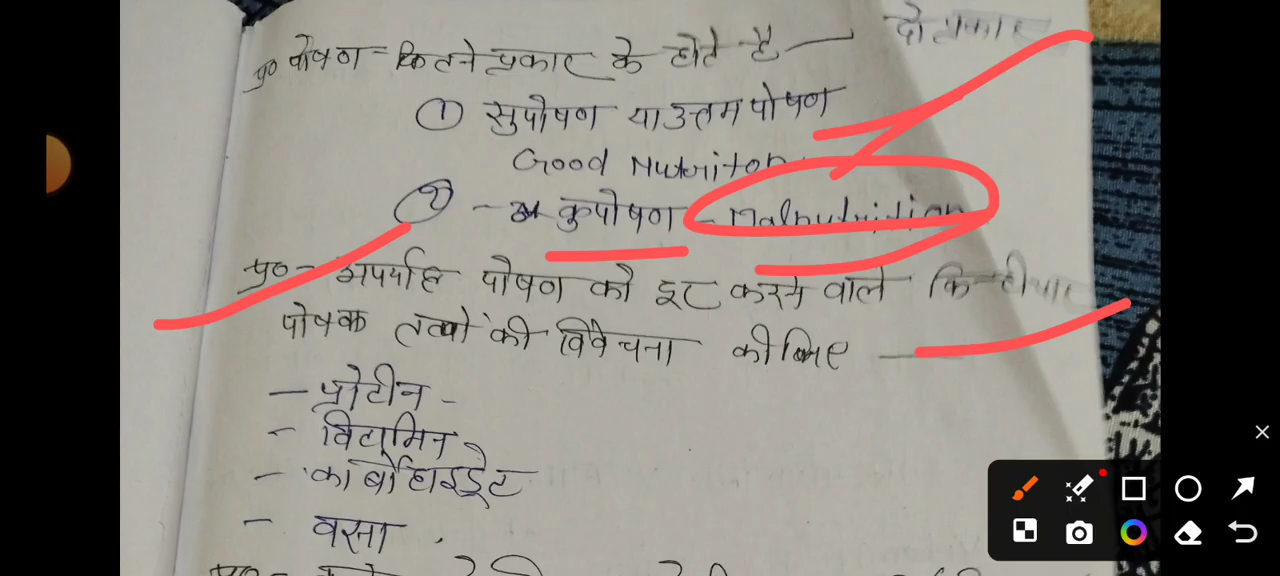 प्र० पोषण - कितने प्रकार के होते है — दो प्रकार
① सुपोषण या उत्तम पोषण
Good Nutriton
② - कुपोषण - Malnutrition
प्र० - अपर्याप्त पोषण को दूर करने वाले किन्ही चार
पोषक तत्वो की विवेचना कीजिए —
- प्रोटीन -
- विटामिन
- कार्बोहाइड्रेट
- वसा .